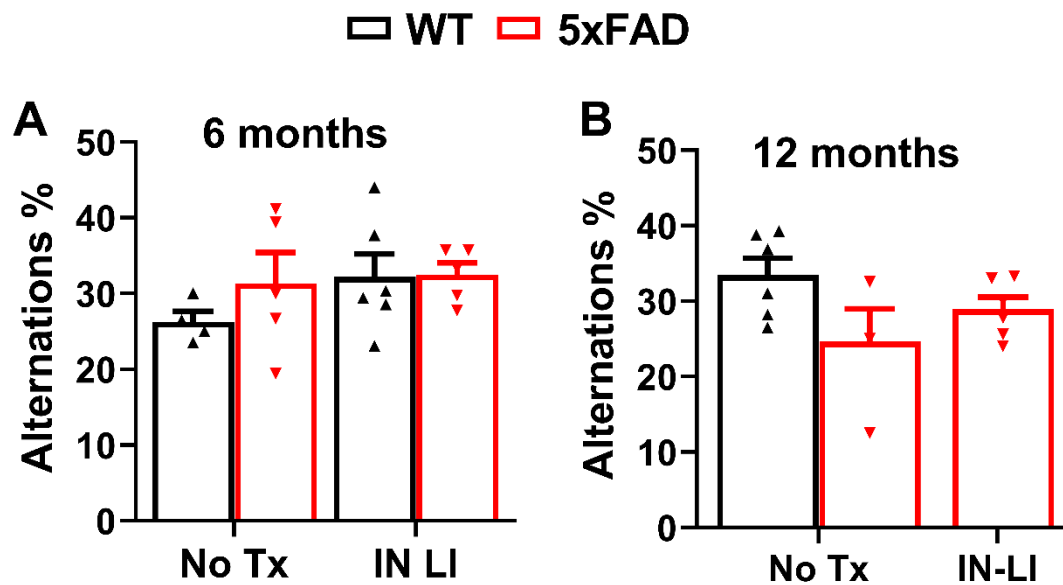 WT 5xFAD
A
6 months
Alternations %
50
40
30
20
10
0
No Tx IN LI
B
12 months
Alternations %
50
40
30
20
10
0
No Tx IN-LI